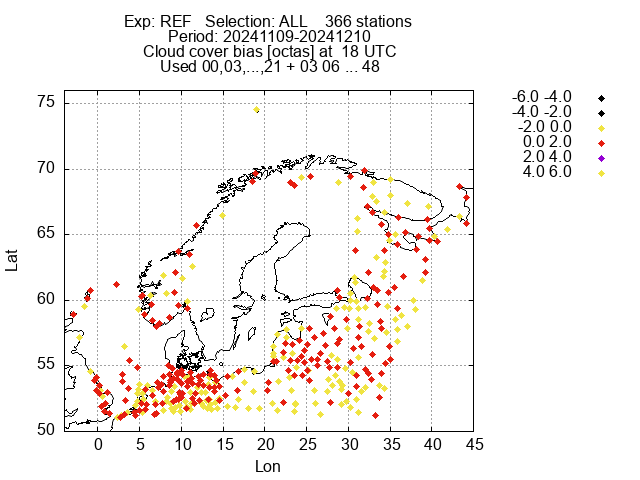 Exp: REF Selection: ALL 366 stations
Period: 20241109-20241210
Cloud cover bias [octas] at 18 UTC
Used 00,03,...,21 + 03 06 ... 48
-6.0 -4.0
-4.0 -2.0
-2.0 0.0
0.0 2.0
2.0 4.0
4.0 6.0
75
70
65
60
55
50
Lat
0 5 10 15 20 25 30 35 40 45
Lon